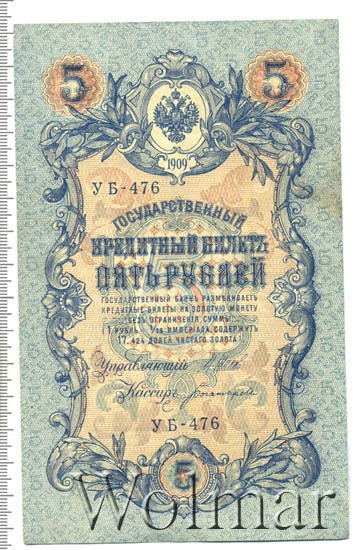 5 5
1909
УБ-476
ГОСУДАРСТВЕННЫЙ
КРЕДИТНЫЙ БИЛЕТЪ
ПЯТЬ РУБЛЕЙ
ГОСУДАРСТВЕННЫЙ БАНКЪ РАЗМѢНИВАЕТЪ
КРЕДИТНЫЕ БИЛЕТЫ НА ЗОЛОТУЮ МОНЕТУ
БЕЗЪ ОГРАНИЧЕНІЯ СУММЫ
1 РУБЛЬ = 1/15 ИМПЕРІАЛА, СОДЕРЖИТЪ
17,424 ДОЛЕЙ ЧИСТАГО ЗОЛОТА
Управляющій
Кассиръ
УБ-476
5
Wolmar